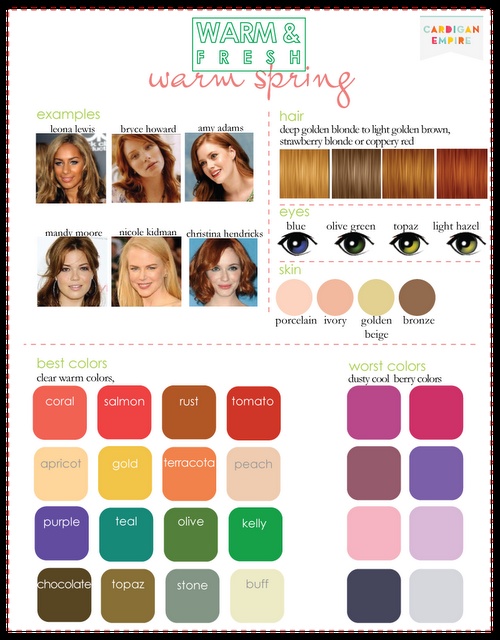 WARM &
FRESH
warm spring
CARDIGAN
EMPIRE
examples
leona lewis
bryce howard
amy adams
mandy moore
nicole kidman
christina hendricks
hair
deep golden blonde to light golden brown,
strawberry blonde or coppery red
eyes
blue
olive green
topaz
light hazel
skin
porcelain
ivory
golden
beige
bronze
best colors
clear warm colors,
coral
salmon
rust
tomato
apricot
gold
terracota
peach
purple
teal
olive
kelly
chocolate
topaz
stone
buff
worst colors
dusty cool berry colors